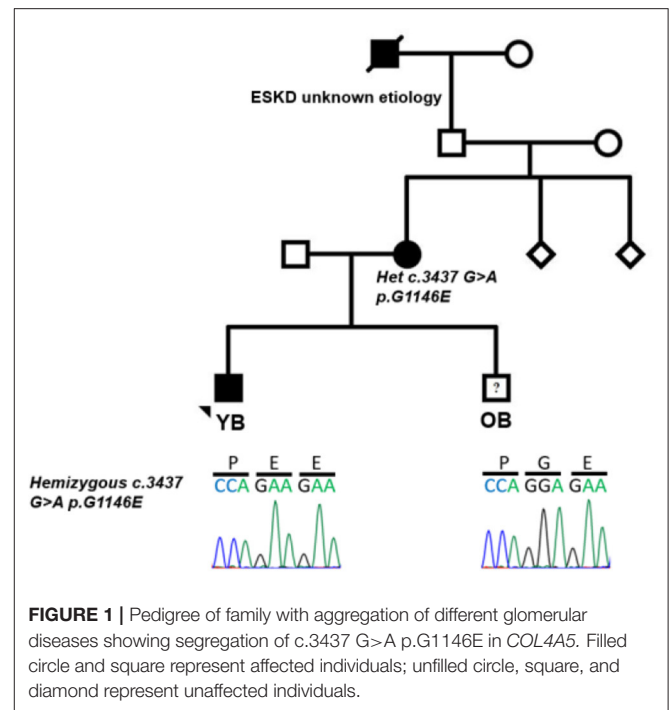 ESKD unknown etiology
Het c.3437 G>A
p.G1146E
?
YB
OB
Hemizygous c.3437
G>A p.G1146E
P E E
CCA GAA GAA
P G E
CCA GGA GAA
FIGURE 1 | Pedigree of family with aggregation of different glomerular
diseases showing segregation of c.3437 G>A p.G1146E in COL4A5. Filled
circle and square represent affected individuals; unfilled circle, square, and
diamond represent unaffected individuals.